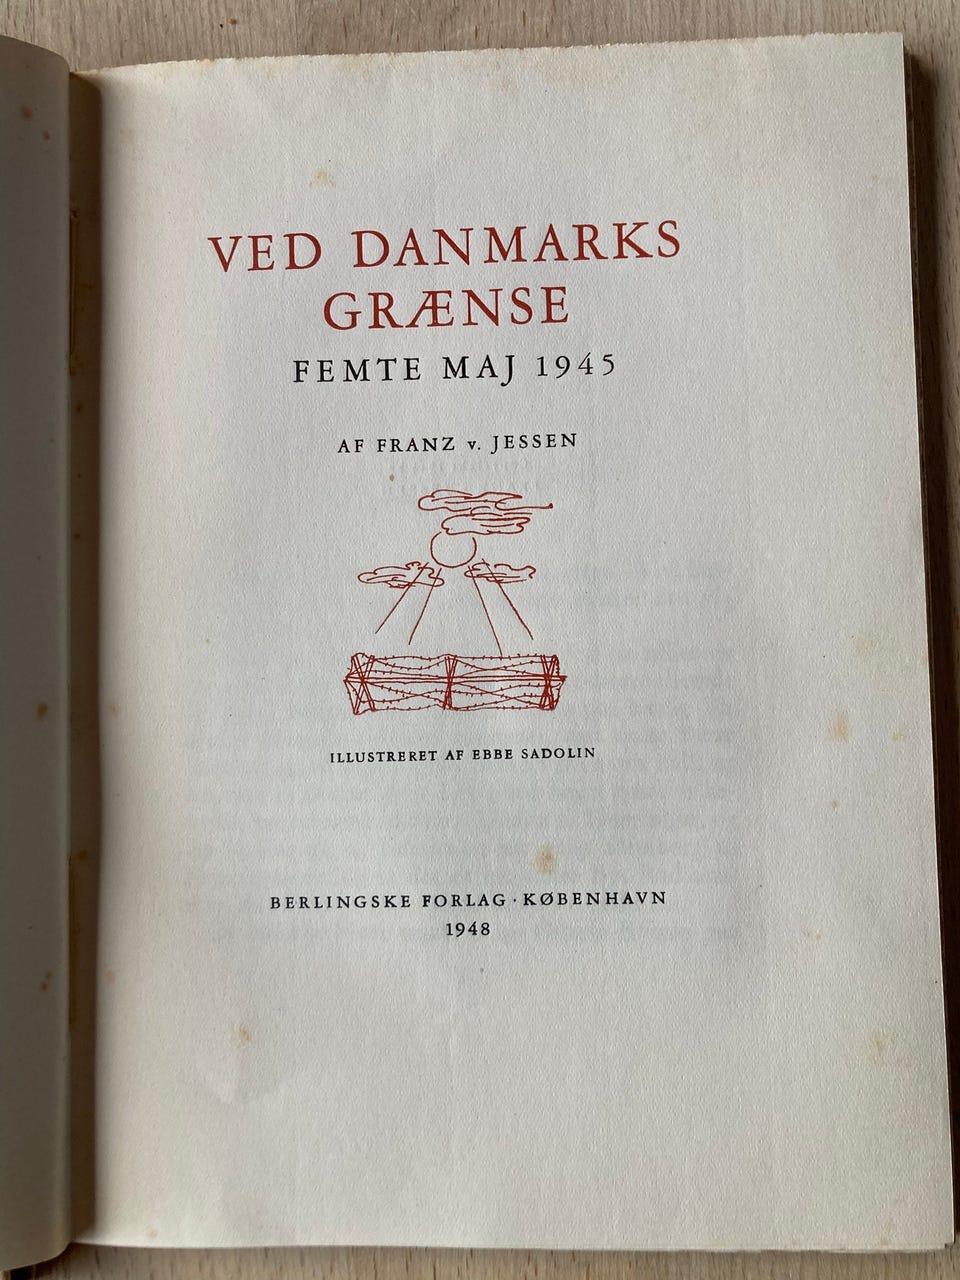 VED DANMARKS
GRÆNSE
FEMTE MAJ 1945
AF FRANZ v. JESSEN
ILLUSTRERET AF EBBE SADOLIN
BERLINGSKE FORLAG · KØBENHAVN
1948